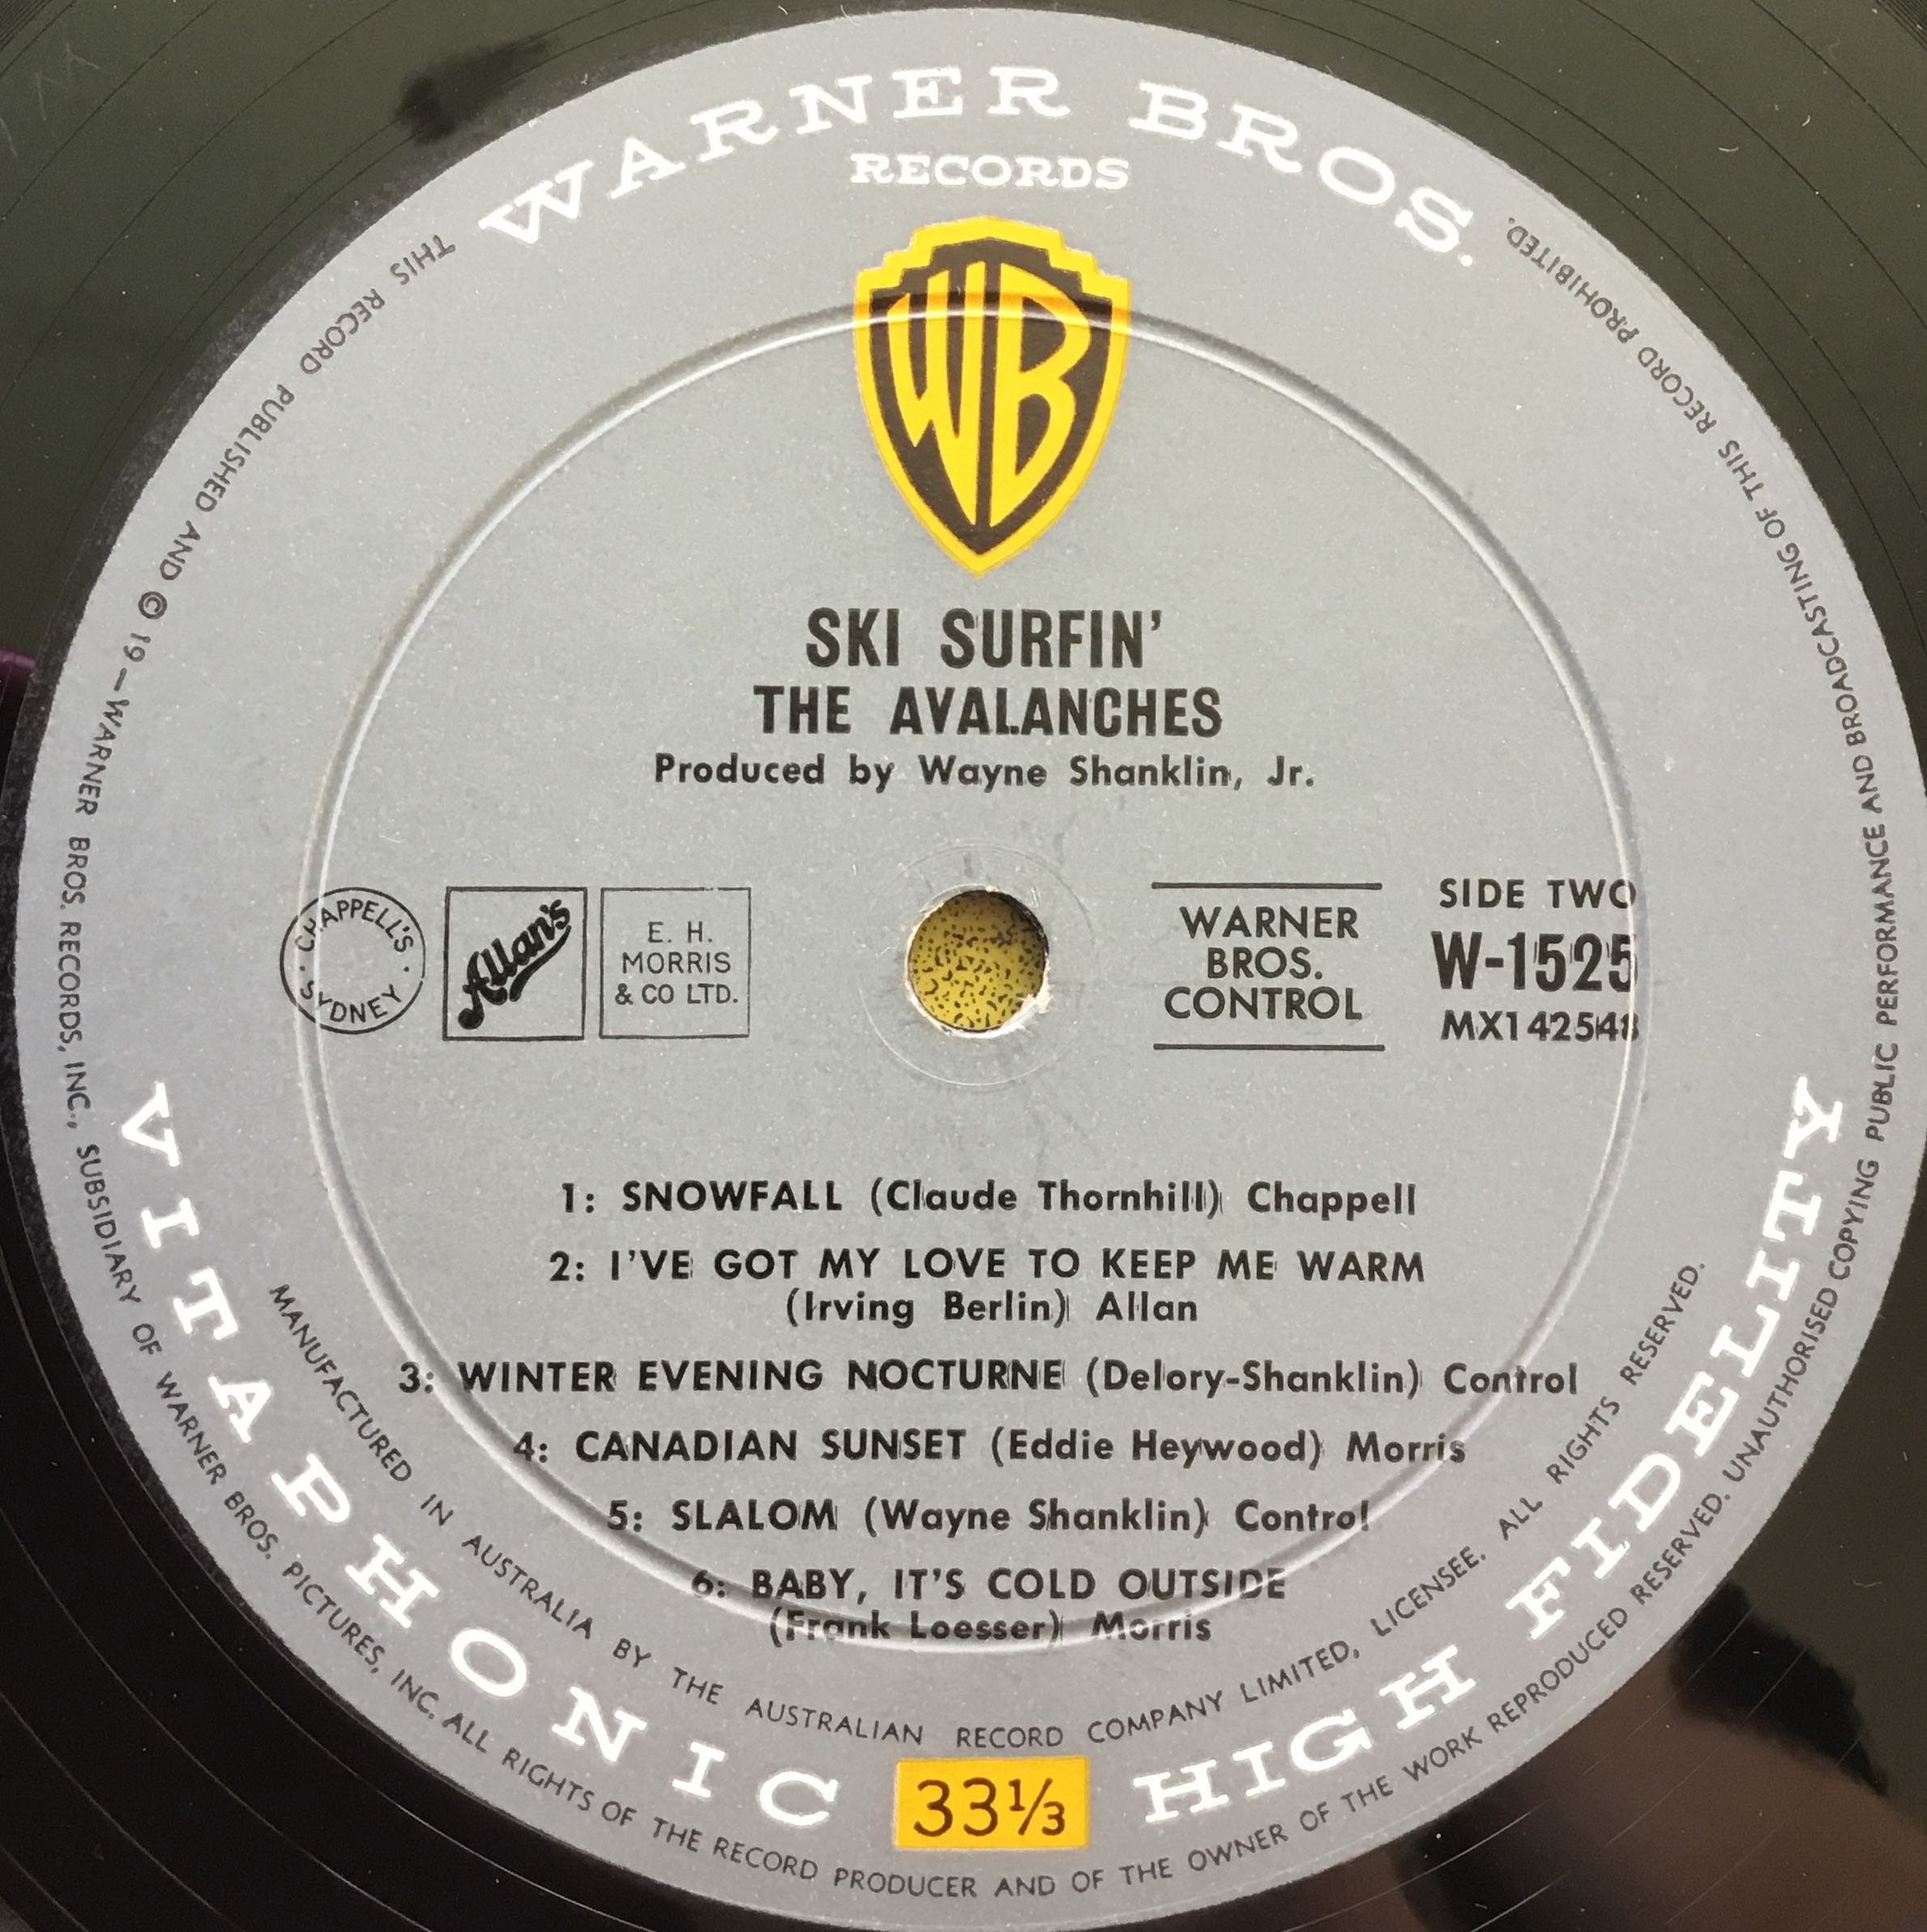 WARNER BROS.
RECORDS
WB
SKI SURFIN'
THE AVALANCHES
Produced by Wayne Shanklin, Jr.
· CHAPPELL'S ·
SYDNEY
Allan's
E. H.
MORRIS
& CO LTD.
WARNER
BROS.
CONTROL
SIDE TWO
W-1525
MX142548
1: SNOWFALL (Claude Thornhill) Chappell
2: I'VE GOT MY LOVE TO KEEP ME WARM
(Irving Berlin) Allan
3: WINTER EVENING NOCTURNE (Delory-Shanklin) Control
4: CANADIAN SUNSET (Eddie Heywood) Morris
5: SLALOM (Wayne Shanklin) Control
6: BABY, IT'S COLD OUTSIDE
(Frank Loesser) Morris
MANUFACTURED IN AUSTRALIA BY THE AUSTRALIAN RECORD COMPANY LIMITED, LICENSEE. ALL RIGHTS RESERVED.
VITAPHONIC HIGH FIDELITY
33⅓
THIS RECORD PUBLISHED AND © 19— WARNER BROS. RECORDS, INC., SUBSIDIARY OF WARNER BROS. PICTURES, INC. ALL RIGHTS OF THE RECORD PRODUCER AND OF THE OWNER OF THE WORK REPRODUCED RESERVED. UNAUTHORISED COPYING PUBLIC PERFORMANCE AND BROADCASTING OF THIS RECORD PROHIBITED.